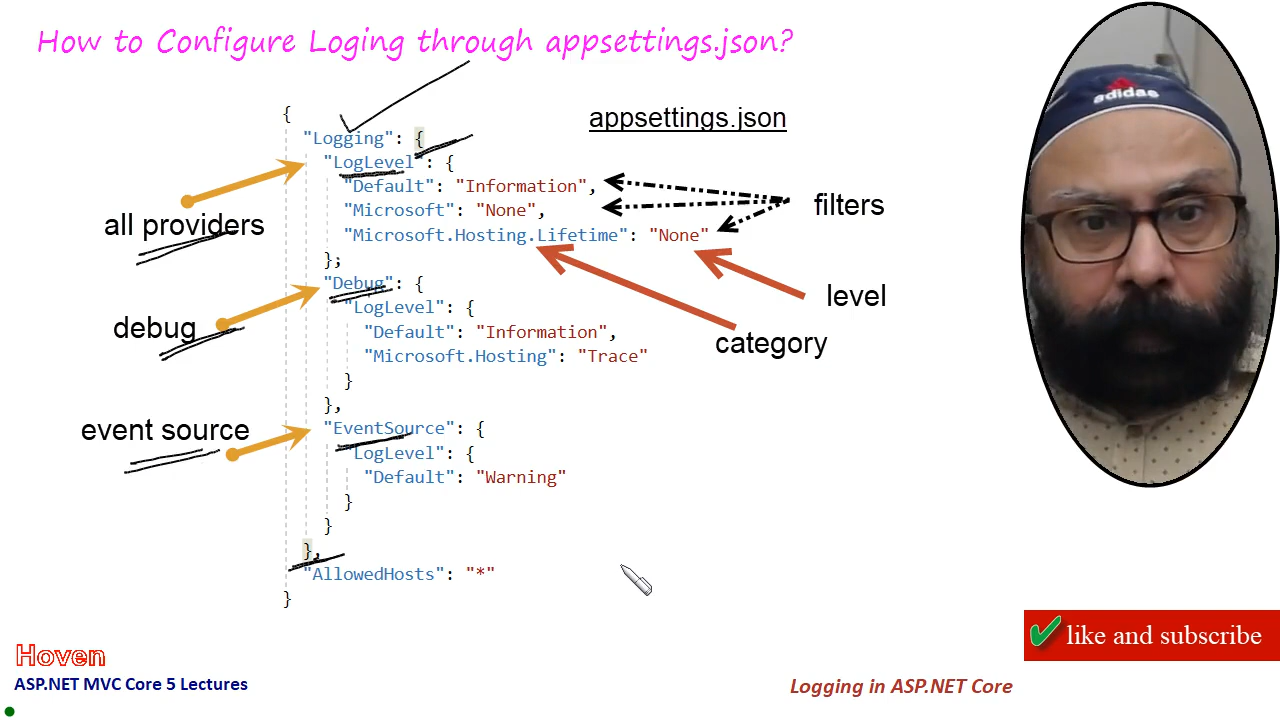 How to Configure Loging through appsettings.json?
appsettings.json
{
"Logging": {
"LogLevel": {
"Default": "Information",
"Microsoft": "None",
"Microsoft.Hosting.Lifetime": "None"
};
"Debug": {
"LogLevel": {
"Default": "Information",
"Microsoft.Hosting": "Trace"
}
},
"EventSource": {
"LogLevel": {
"Default": "Warning"
}
}
},
"AllowedHosts": "*"
}
all providers
debug
event source
filters
level
category
adidas
like and subscribe
Hoven
ASP.NET MVC Core 5 Lectures
Logging in ASP.NET Core